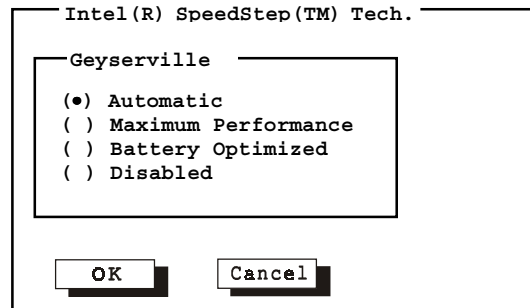 Intel(R) SpeedStep(TM) Tech.
Geyserville
(•) Automatic
( ) Maximum Performance
( ) Battery Optimized
( ) Disabled
OK Cancel